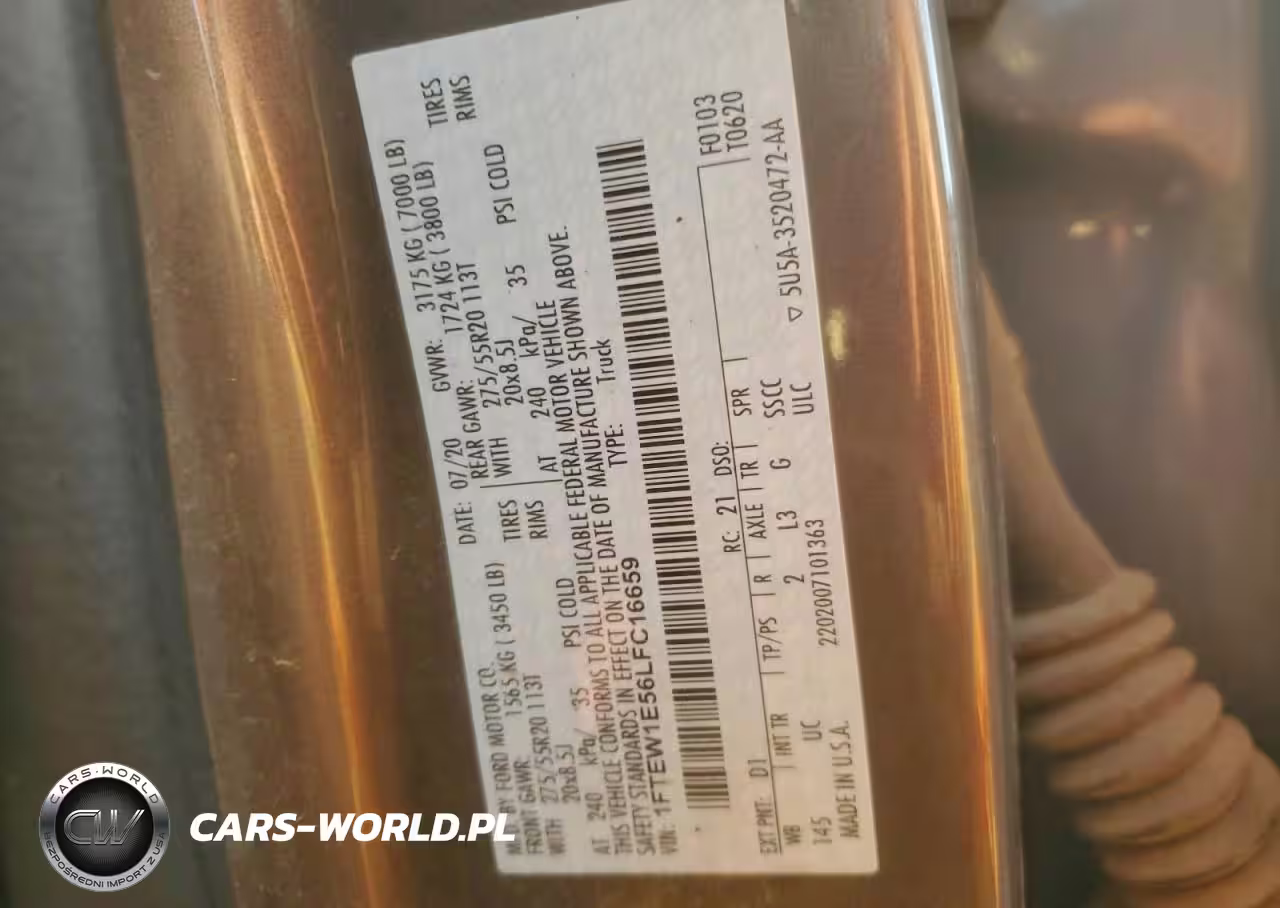 MFD. BY FORD MOTOR CO.
DATE: 07/20 GVWR: 3175 KG ( 7000 LB)
FRONT GAWR: 1565 KG ( 3450 LB)
REAR GAWR: 1724 KG ( 3800 LB)
WITH 275/55R20 113T TIRES
WITH 275/55R20 113T TIRES
20x8.5J RIMS
20x8.5J RIMS
AT 240 kPa/ 35 PSI COLD
AT 240 kPa/ 35 PSI COLD
THIS VEHICLE CONFORMS TO ALL APPLICABLE FEDERAL MOTOR VEHICLE
SAFETY STANDARDS IN EFFECT ON THE DATE OF MANUFACTURE SHOWN ABOVE.
VIN: 1FTEW1E56LFC16659 TYPE: Truck
F0103
T0620
EXT PNT: D1 RC: 21 DSO:
WB INT TR TP/PS R AXLE TR SPR
145 UC 2 L3 G SSCC
ULC
▽ 5U5A-3520472-AA
MADE IN U.S.A. 2202007101363
CARS-WORLD
CW
BEZPOŚREDNI IMPORT Z USA
CARS-WORLD.PL